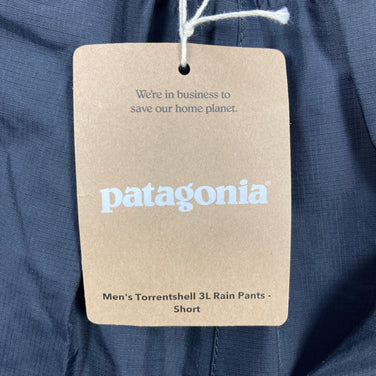 We're in business to
save our home planet.
patagonia®
Men's Torrentshell 3L Rain Pants -
Short